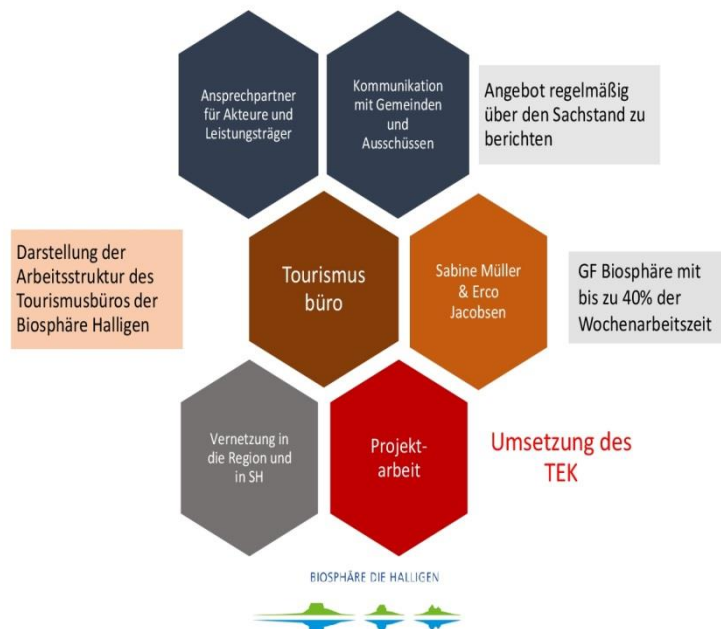 Ansprechpartner
für Akteure und
Leistungsträger
Kommunikation
mit Gemeinden
und
Ausschüssen
Angebot regelmäßig
über den Sachstand zu
berichten
Darstellung der
Arbeitsstruktur des
Tourismusbüros der
Biosphäre Halligen
Tourismus
büro
Sabine Müller
& Erco
Jacobsen
GF Biosphäre mit
bis zu 40% der
Wochenarbeitszeit
Vernetzung in
die Region und
in SH
Projekt-
arbeit
Umsetzung des
TEK
BIOSPHÄRE DIE HALLIGEN